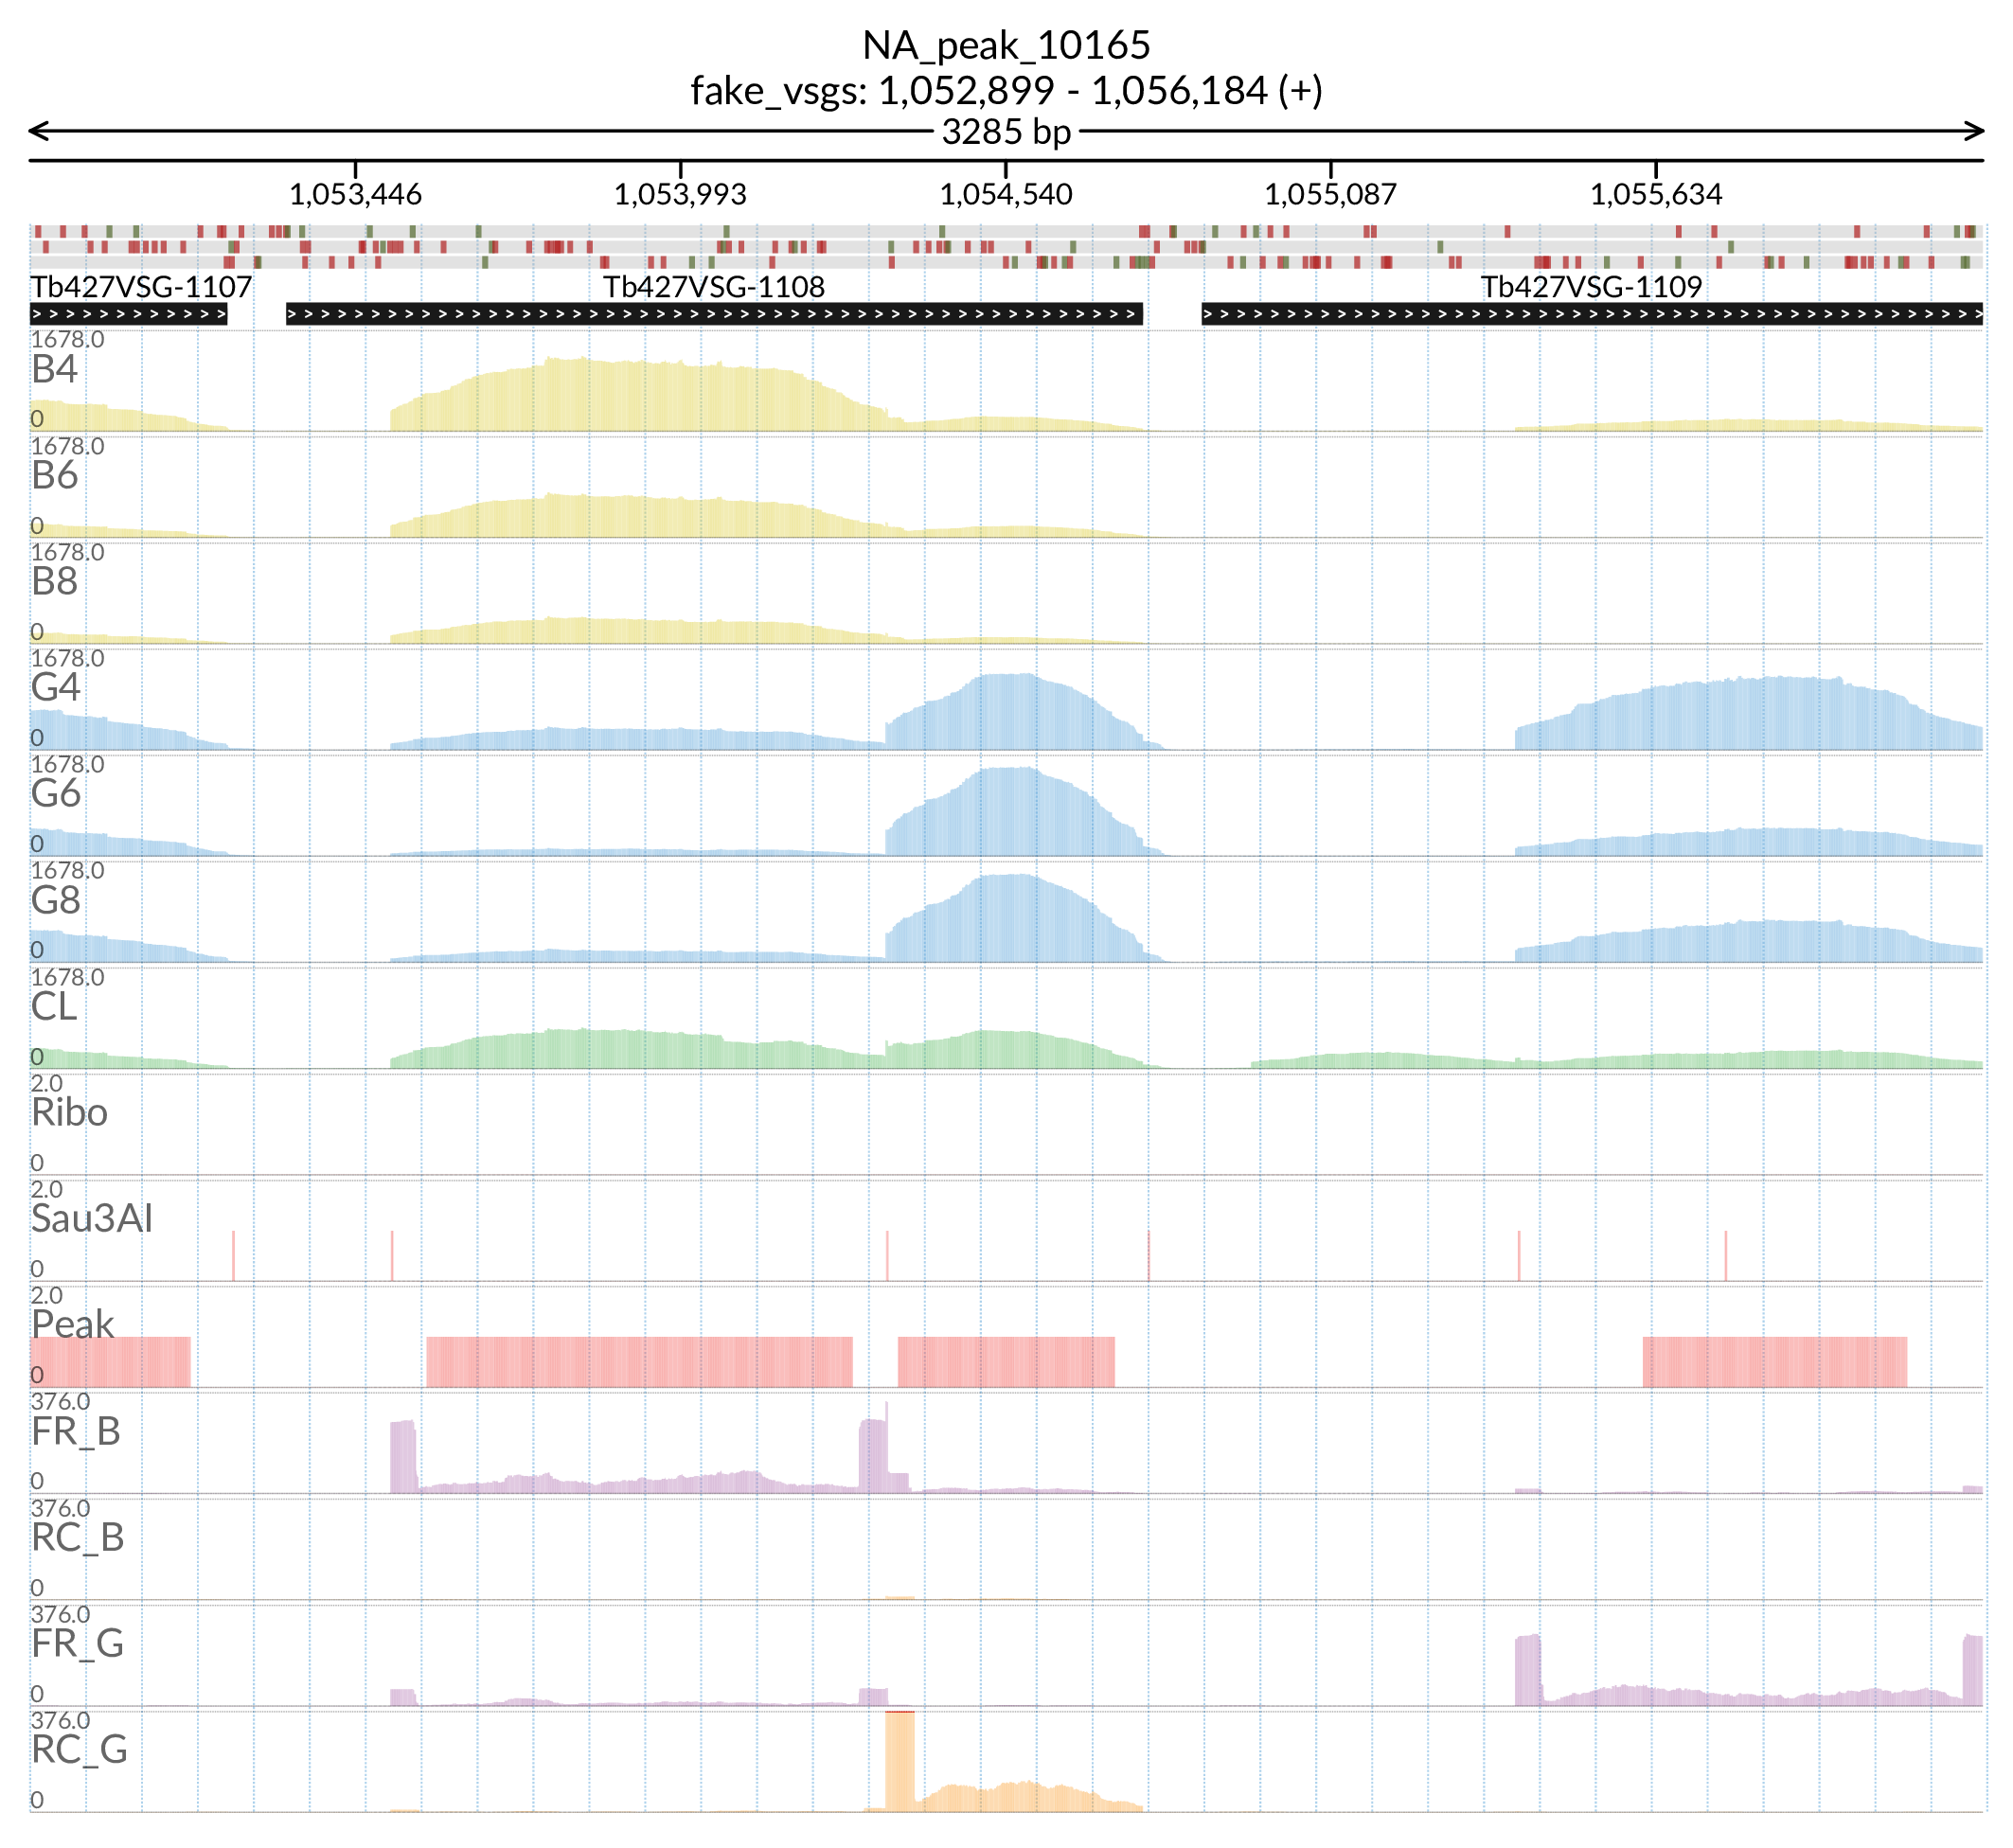 NA_peak_10165
fake_vsgs: 1,052,899 - 1,056,184 (+)
3285 bp
1,053,446 1,053,993 1,054,540 1,055,087 1,055,634
Tb427VSG-1107 Tb427VSG-1108 Tb427VSG-1109
1678.0
B4
0
1678.0
B6
0
1678.0
B8
0
1678.0
G4
0
1678.0
G6
0
1678.0
G8
0
1678.0
CL
0
2.0
Ribo
0
2.0
Sau3AI
0
2.0
Peak
0
376.0
FR_B
0
376.0
RC_B
0
376.0
FR_G
0
376.0
RC_G
0